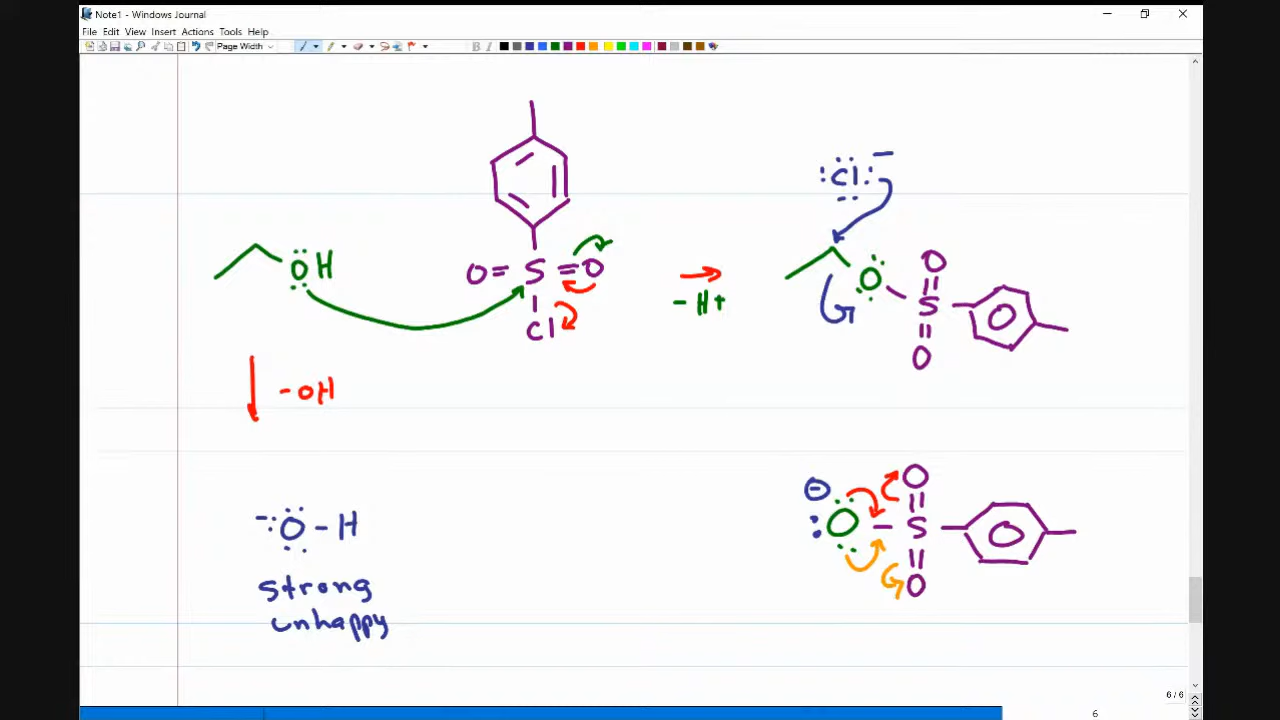 Note1 - Windows Journal
File Edit View Insert Actions Tools Help
Page Width
B I
:Cl: −
OH
O=S=O
Cl
- H+
O
O
S
O
-OH
O
O - S
O
O
O
-:O - H
strong
unhappy
6 / 6
6